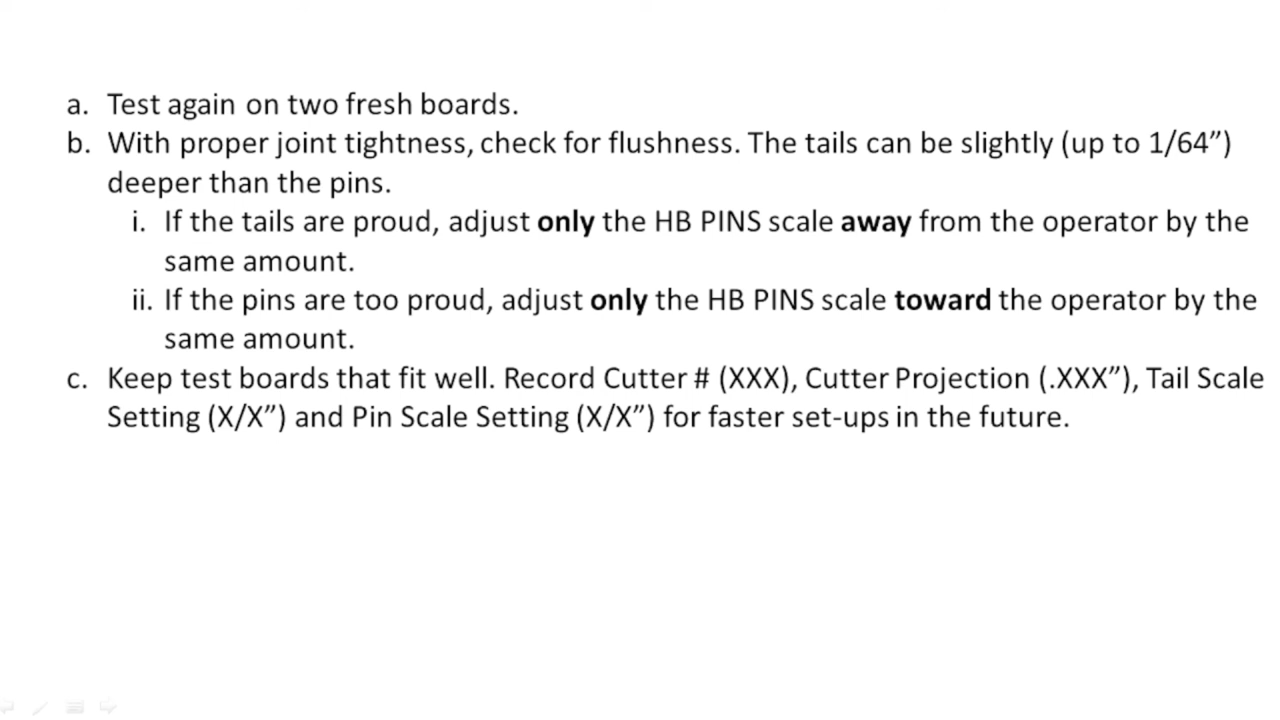 a. Test again on two fresh boards.
b. With proper joint tightness, check for flushness. The tails can be slightly (up to 1/64”)
deeper than the pins.
i. If the tails are proud, adjust only the HB PINS scale away from the operator by the
same amount.
ii. If the pins are too proud, adjust only the HB PINS scale toward the operator by the
same amount.
c. Keep test boards that fit well. Record Cutter # (XXX), Cutter Projection (.XXX”), Tail Scale
Setting (X/X”) and Pin Scale Setting (X/X”) for faster set-ups in the future.